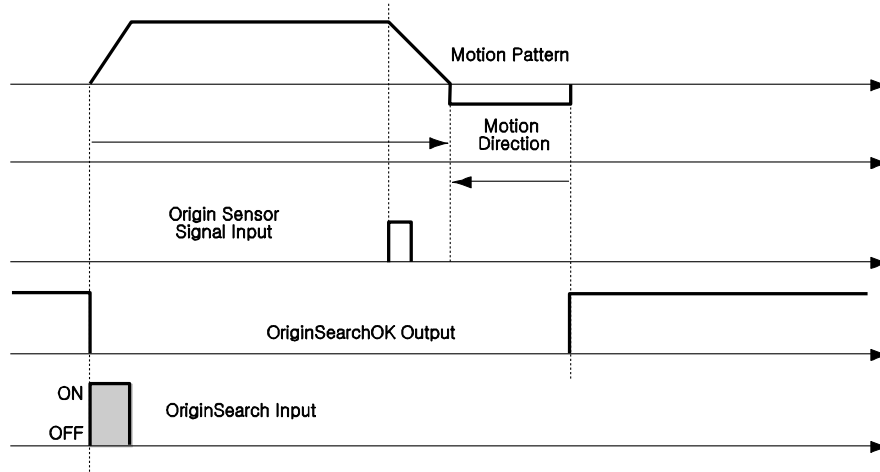 Motion Pattern
Motion
Direction
Origin Sensor
Signal Input
OriginSearchOK Output
ON
OriginSearch Input
OFF